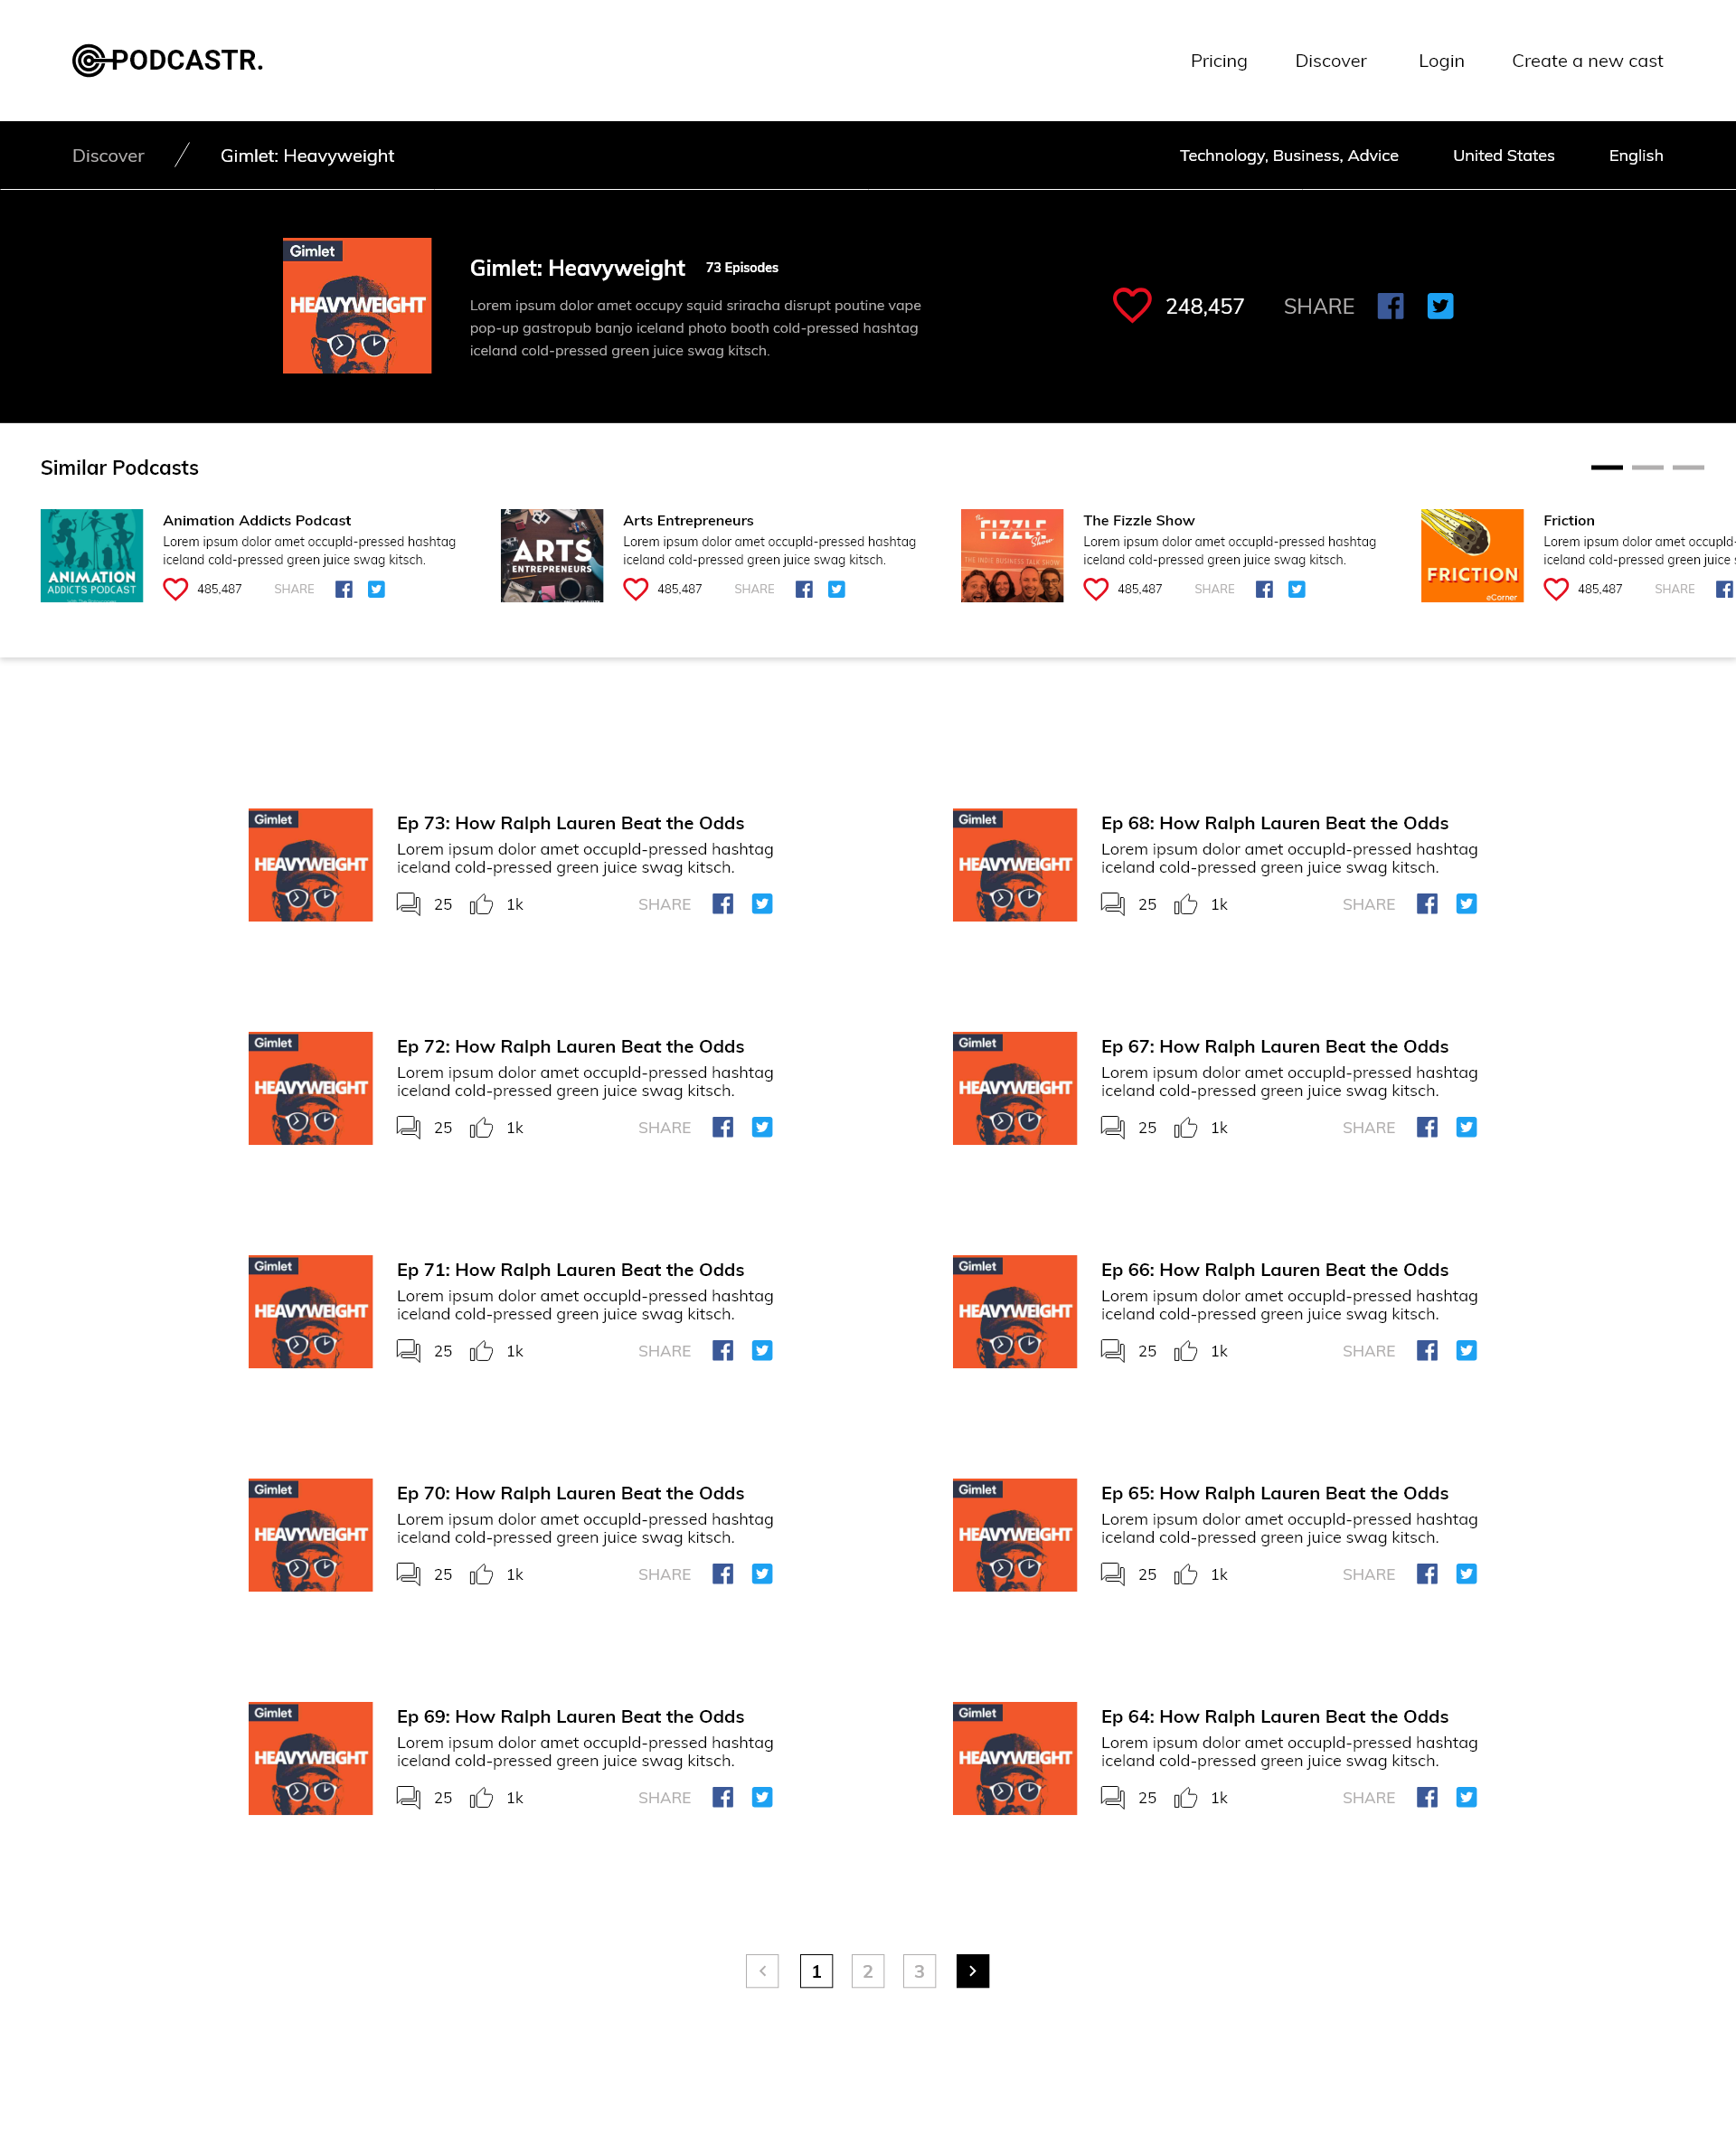 PODCASTR.
Pricing
Discover
Login
Create a new cast
Discover
Gimlet: Heavyweight
Technology, Business, Advice
United States
English
Gimlet
HEAVYWEIGHT
Gimlet: Heavyweight
73 Episodes
Lorem ipsum dolor amet occupy squid sriracha disrupt poutine vape
pop-up gastropub banjo iceland photo booth cold-pressed hashtag
iceland cold-pressed green juice swag kitsch.
248,457
SHARE
Similar Podcasts
ANIMATION
ADDICTS PODCAST
Animation Addicts Podcast
Lorem ipsum dolor amet occupld-pressed hashtag
iceland cold-pressed green juice swag kitsch.
485,487
SHARE
ARTS
ENTREPRENEURS
Arts Entrepreneurs
Lorem ipsum dolor amet occupld-pressed hashtag
iceland cold-pressed green juice swag kitsch.
485,487
SHARE
The
FIZZLE
Show
THE INDIE BUSINESS TALK SHOW
The Fizzle Show
Lorem ipsum dolor amet occupld-pressed hashtag
iceland cold-pressed green juice swag kitsch.
485,487
SHARE
FRICTION
eCorner
Friction
Lorem ipsum dolor amet occupld-
iceland cold-pressed green juice
485,487
SHARE
Gimlet
HEAVYWEIGHT
Ep 73: How Ralph Lauren Beat the Odds
Lorem ipsum dolor amet occupld-pressed hashtag
iceland cold-pressed green juice swag kitsch.
25
1k
SHARE
Gimlet
HEAVYWEIGHT
Ep 68: How Ralph Lauren Beat the Odds
Lorem ipsum dolor amet occupld-pressed hashtag
iceland cold-pressed green juice swag kitsch.
25
1k
SHARE
Gimlet
HEAVYWEIGHT
Ep 72: How Ralph Lauren Beat the Odds
Lorem ipsum dolor amet occupld-pressed hashtag
iceland cold-pressed green juice swag kitsch.
25
1k
SHARE
Gimlet
HEAVYWEIGHT
Ep 67: How Ralph Lauren Beat the Odds
Lorem ipsum dolor amet occupld-pressed hashtag
iceland cold-pressed green juice swag kitsch.
25
1k
SHARE
Gimlet
HEAVYWEIGHT
Ep 71: How Ralph Lauren Beat the Odds
Lorem ipsum dolor amet occupld-pressed hashtag
iceland cold-pressed green juice swag kitsch.
25
1k
SHARE
Gimlet
HEAVYWEIGHT
Ep 66: How Ralph Lauren Beat the Odds
Lorem ipsum dolor amet occupld-pressed hashtag
iceland cold-pressed green juice swag kitsch.
25
1k
SHARE
Gimlet
HEAVYWEIGHT
Ep 70: How Ralph Lauren Beat the Odds
Lorem ipsum dolor amet occupld-pressed hashtag
iceland cold-pressed green juice swag kitsch.
25
1k
SHARE
Gimlet
HEAVYWEIGHT
Ep 65: How Ralph Lauren Beat the Odds
Lorem ipsum dolor amet occupld-pressed hashtag
iceland cold-pressed green juice swag kitsch.
25
1k
SHARE
Gimlet
HEAVYWEIGHT
Ep 69: How Ralph Lauren Beat the Odds
Lorem ipsum dolor amet occupld-pressed hashtag
iceland cold-pressed green juice swag kitsch.
25
1k
SHARE
Gimlet
HEAVYWEIGHT
Ep 64: How Ralph Lauren Beat the Odds
Lorem ipsum dolor amet occupld-pressed hashtag
iceland cold-pressed green juice swag kitsch.
25
1k
SHARE
1
2
3